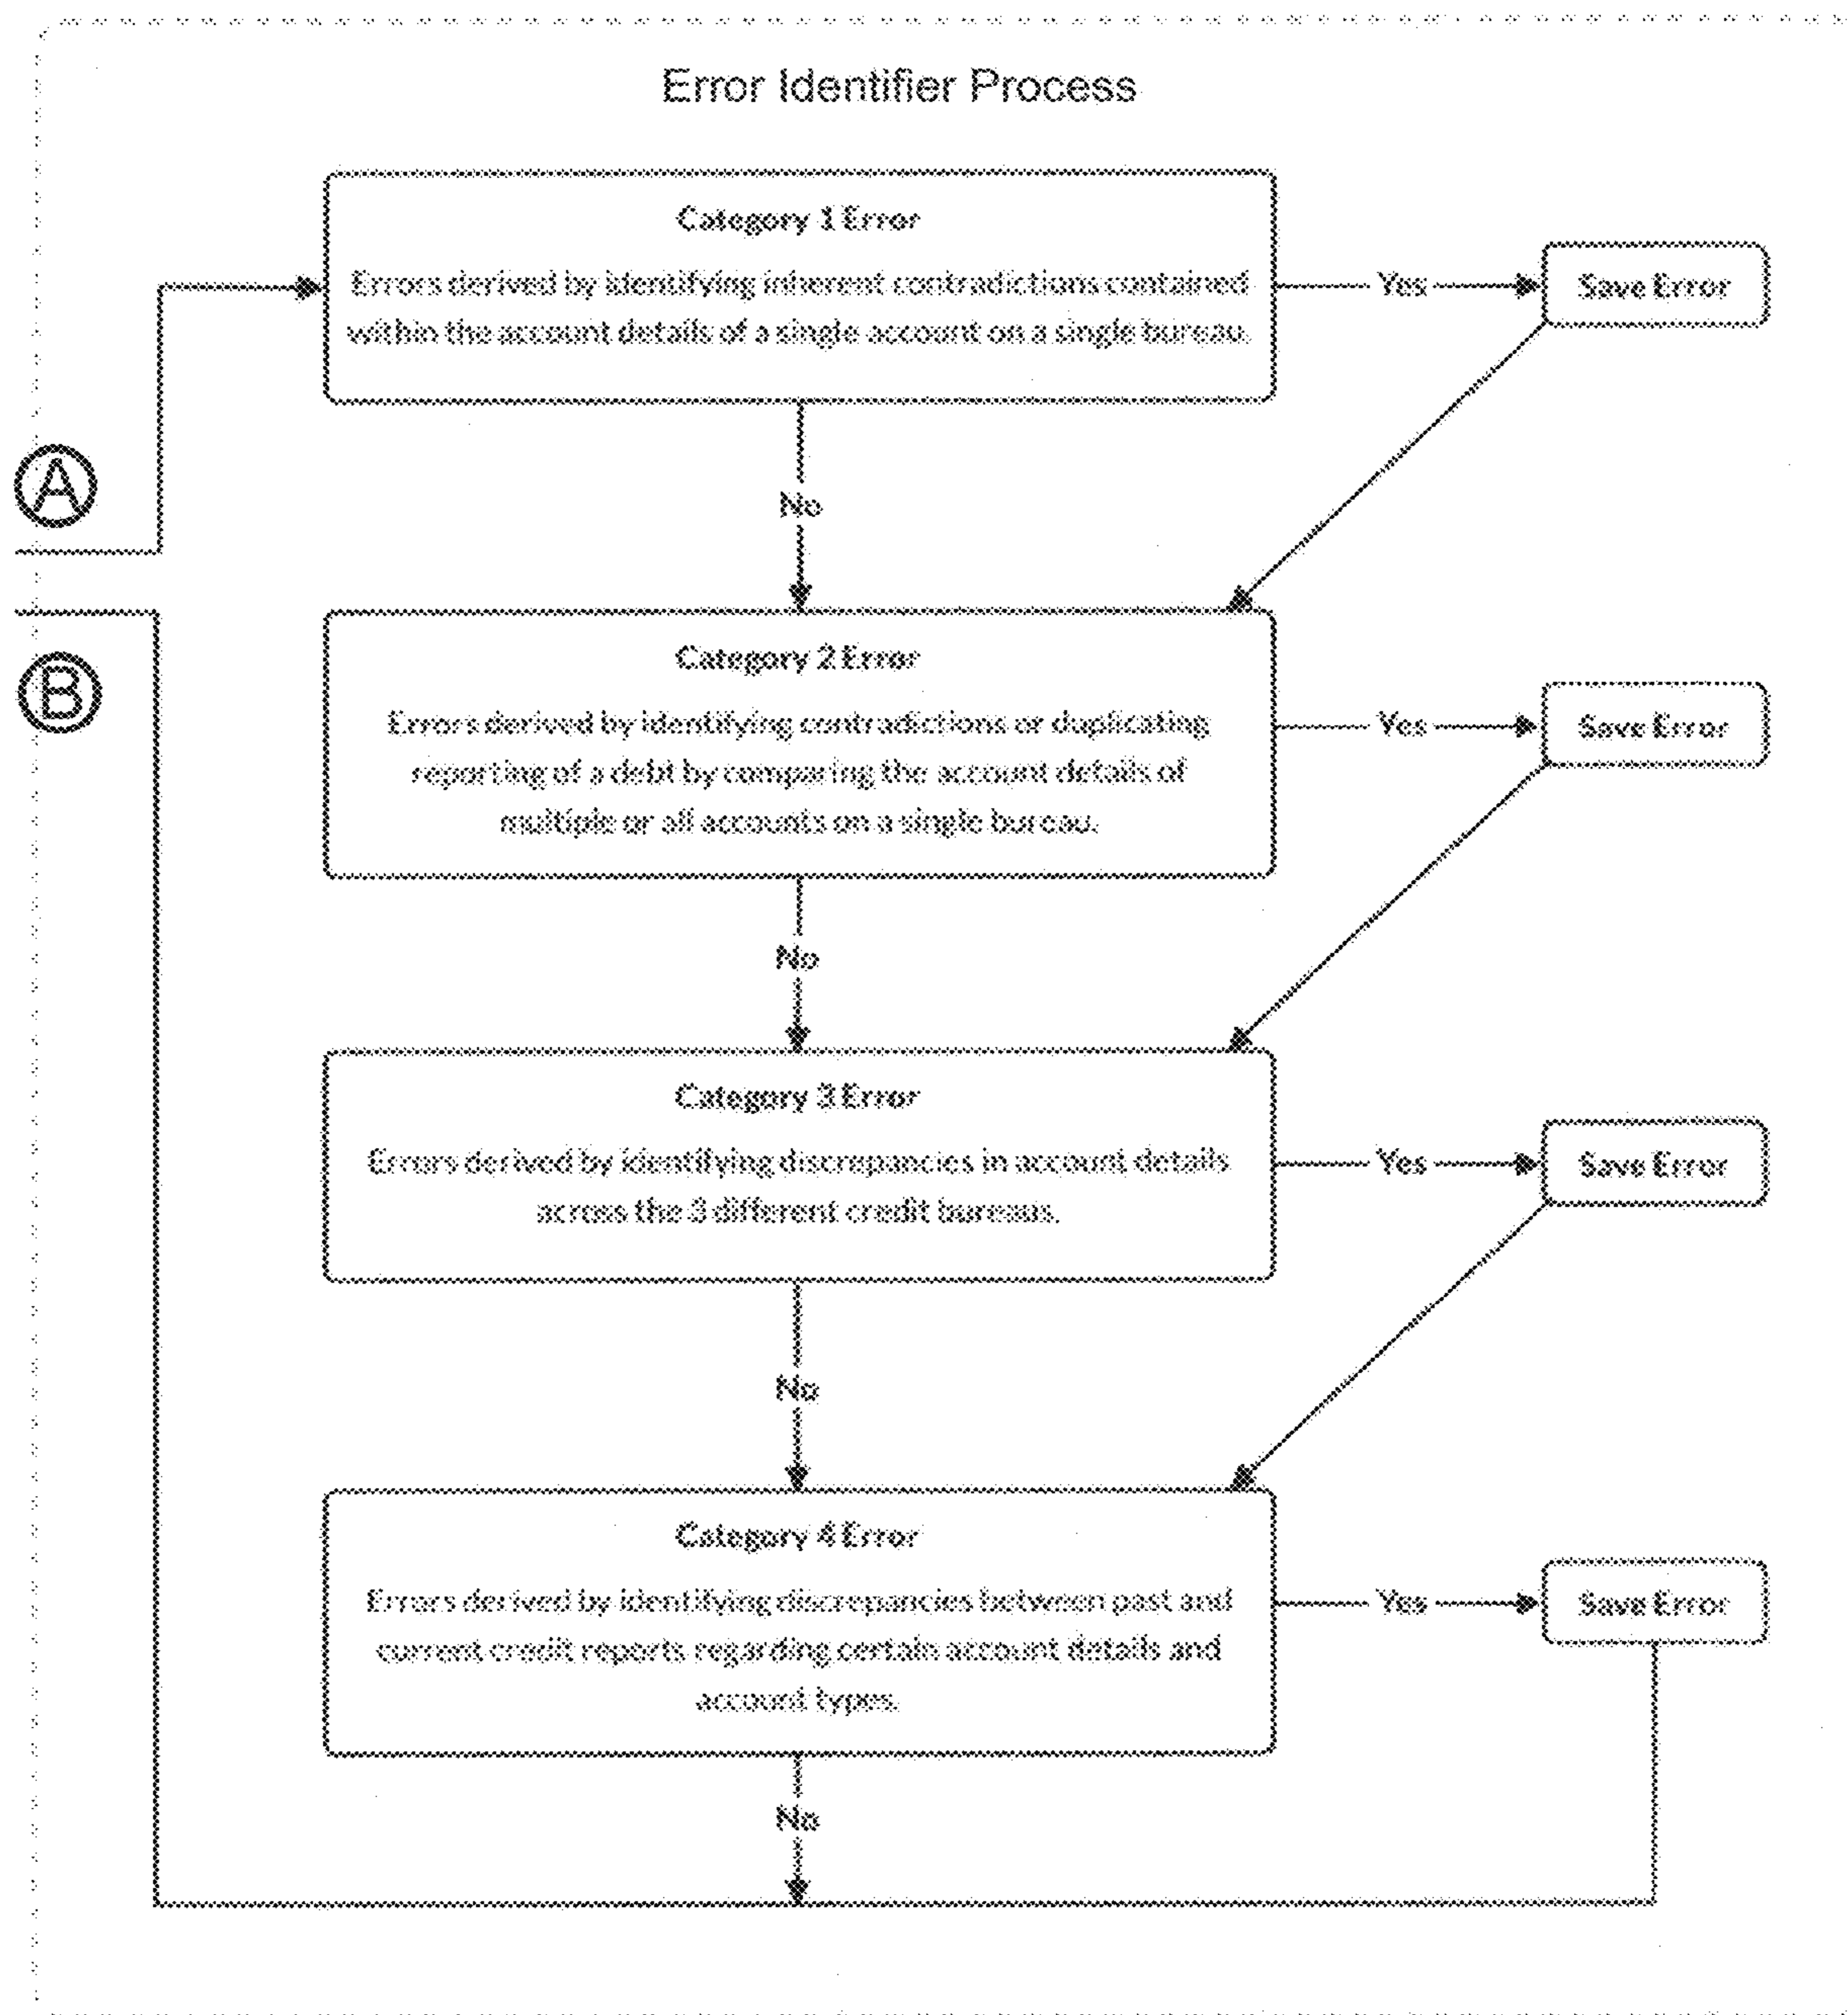 Error Identifier Process
Category 1 Error
Errors derived by identifying inherent contradictions contained
within the account details of a single account on a single bureau.
Yes
Save Error
A
No
B
Category 2 Error
Errors derived by identifying contradictions or duplicating
reporting of a debt by comparing the account details of
multiple or all accounts on a single bureau.
Yes
Save Error
No
Category 3 Error
Errors derived by identifying discrepancies in account details
across the 3 different credit bureaus.
Yes
Save Error
No
Category 4 Error
Errors derived by identifying discrepancies between past and
current credit reports regarding certain account details and
account types.
Yes
Save Error
No